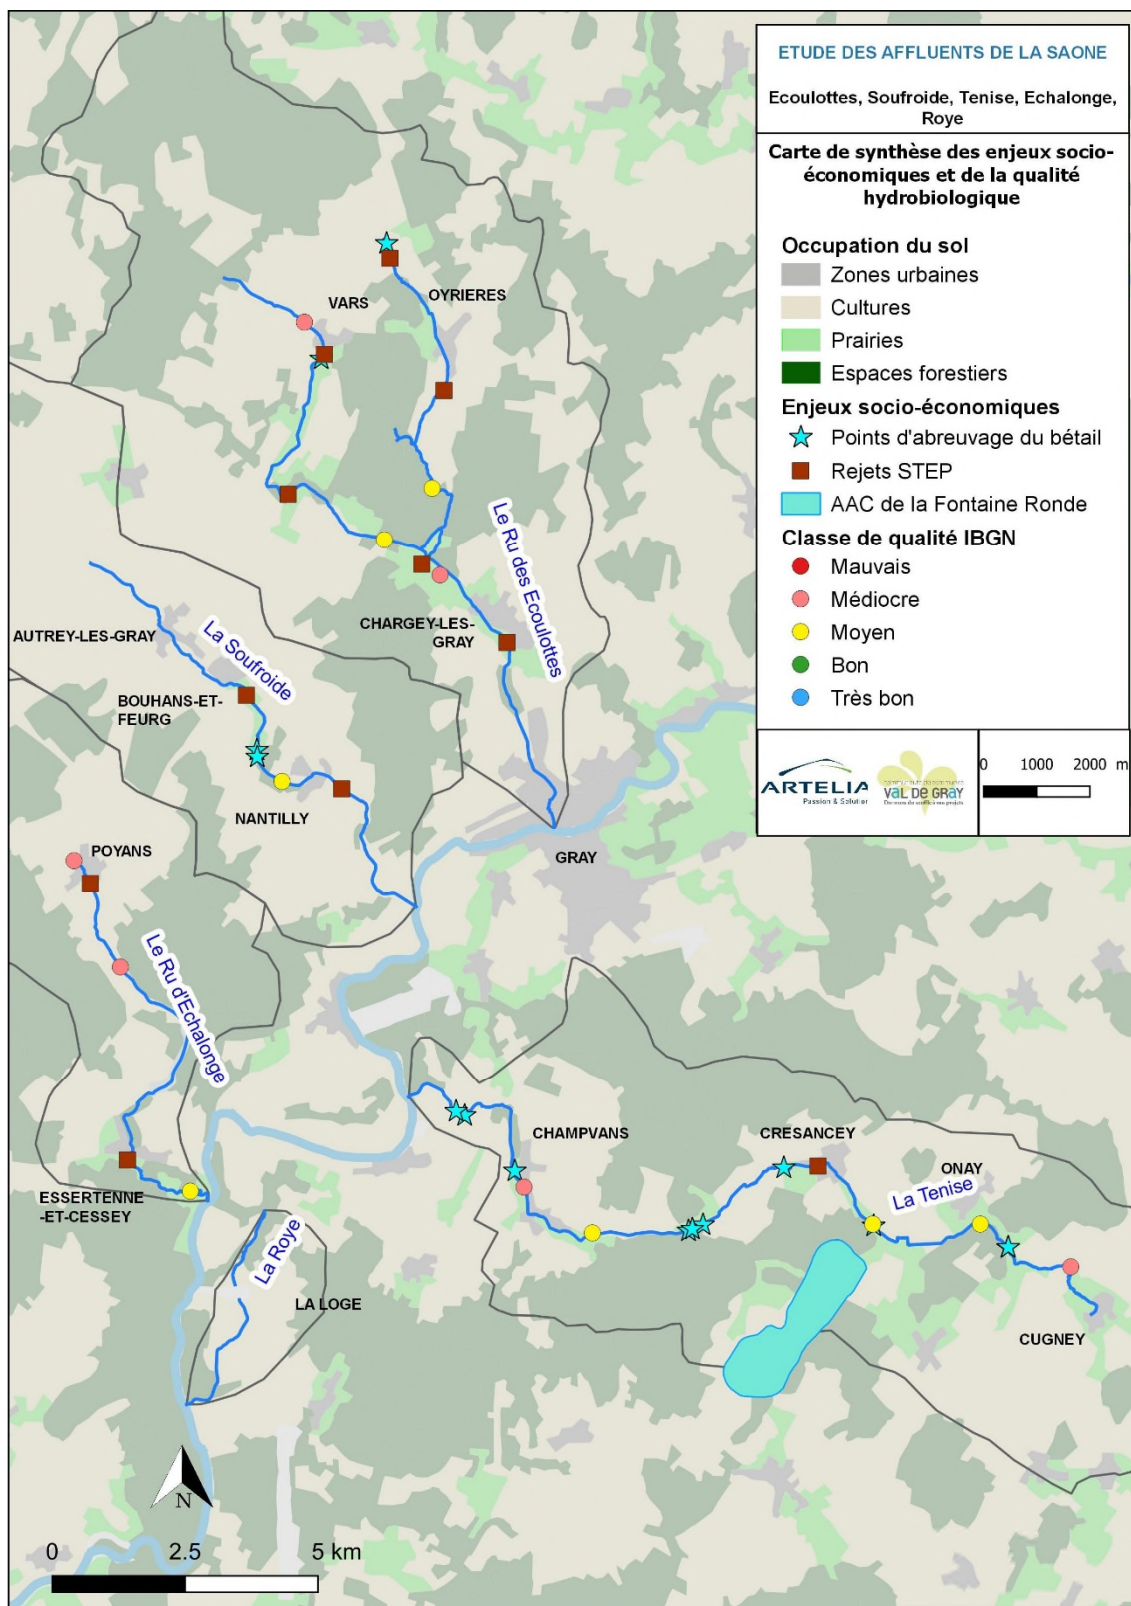 ETUDE DES AFFLUENTS DE LA SAONE
Ecoulottes, Soufroide, Tenise, Echalonge,
Roye
Carte de synthèse des enjeux socio-
économiques et de la qualité
hydrobiologique
Occupation du sol
Zones urbaines
Cultures
Prairies
Espaces forestiers
Enjeux socio-économiques
Points d'abreuvage du bétail
Rejets STEP
AAC de la Fontaine Ronde
Classe de qualité IBGN
Mauvais
Médiocre
Moyen
Bon
Très bon
ARTELIA
Passion & Solutior
VAL DE GRAY
0 1000 2000 m
VARS
OYRIERES
Le Ru des Ecoulottes
CHARGEY-LES-
GRAY
AUTREY-LES-GRAY
La Soufroide
BOUHANS-ET-
FEURG
NANTILLY
GRAY
POYANS
Le Ru d'Echalonge
CHAMPVANS
CRESANCEY
ONAY
La Tenise
ESSERTENNE
-ET-CESSEY
La Roye
LA LOGE
CUGNEY
N
0 2.5 5 km